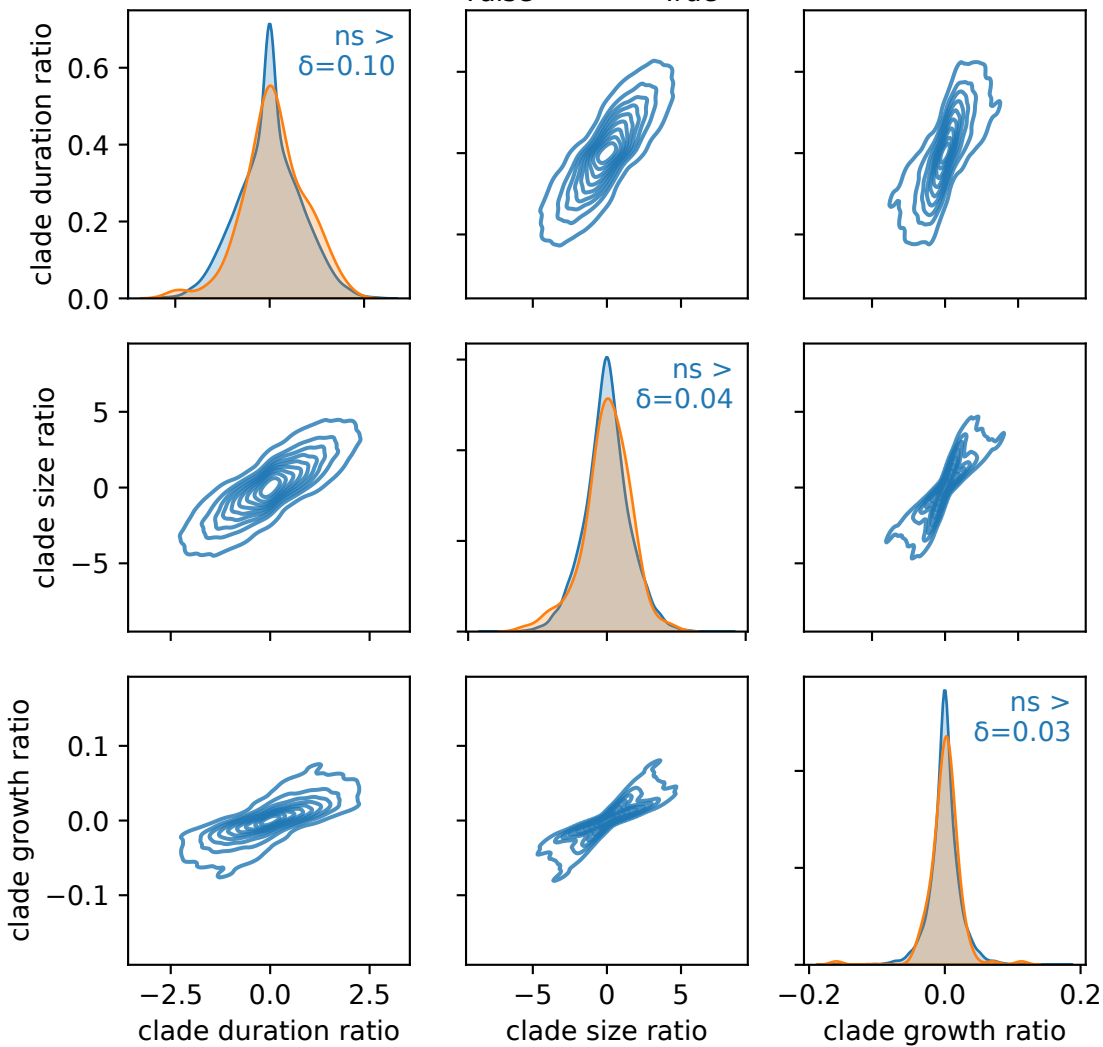 clade duration ratio
0.6
0.4
0.2
0.0
ns >
δ=0.10
clade size ratio
5
0
−5
ns >
δ=0.04
clade growth ratio
0.1
0.0
−0.1
ns >
δ=0.03
−2.5 0.0 2.5
−5 0 5
−0.2 0.0 0.2
clade duration ratio
clade size ratio
clade growth ratio